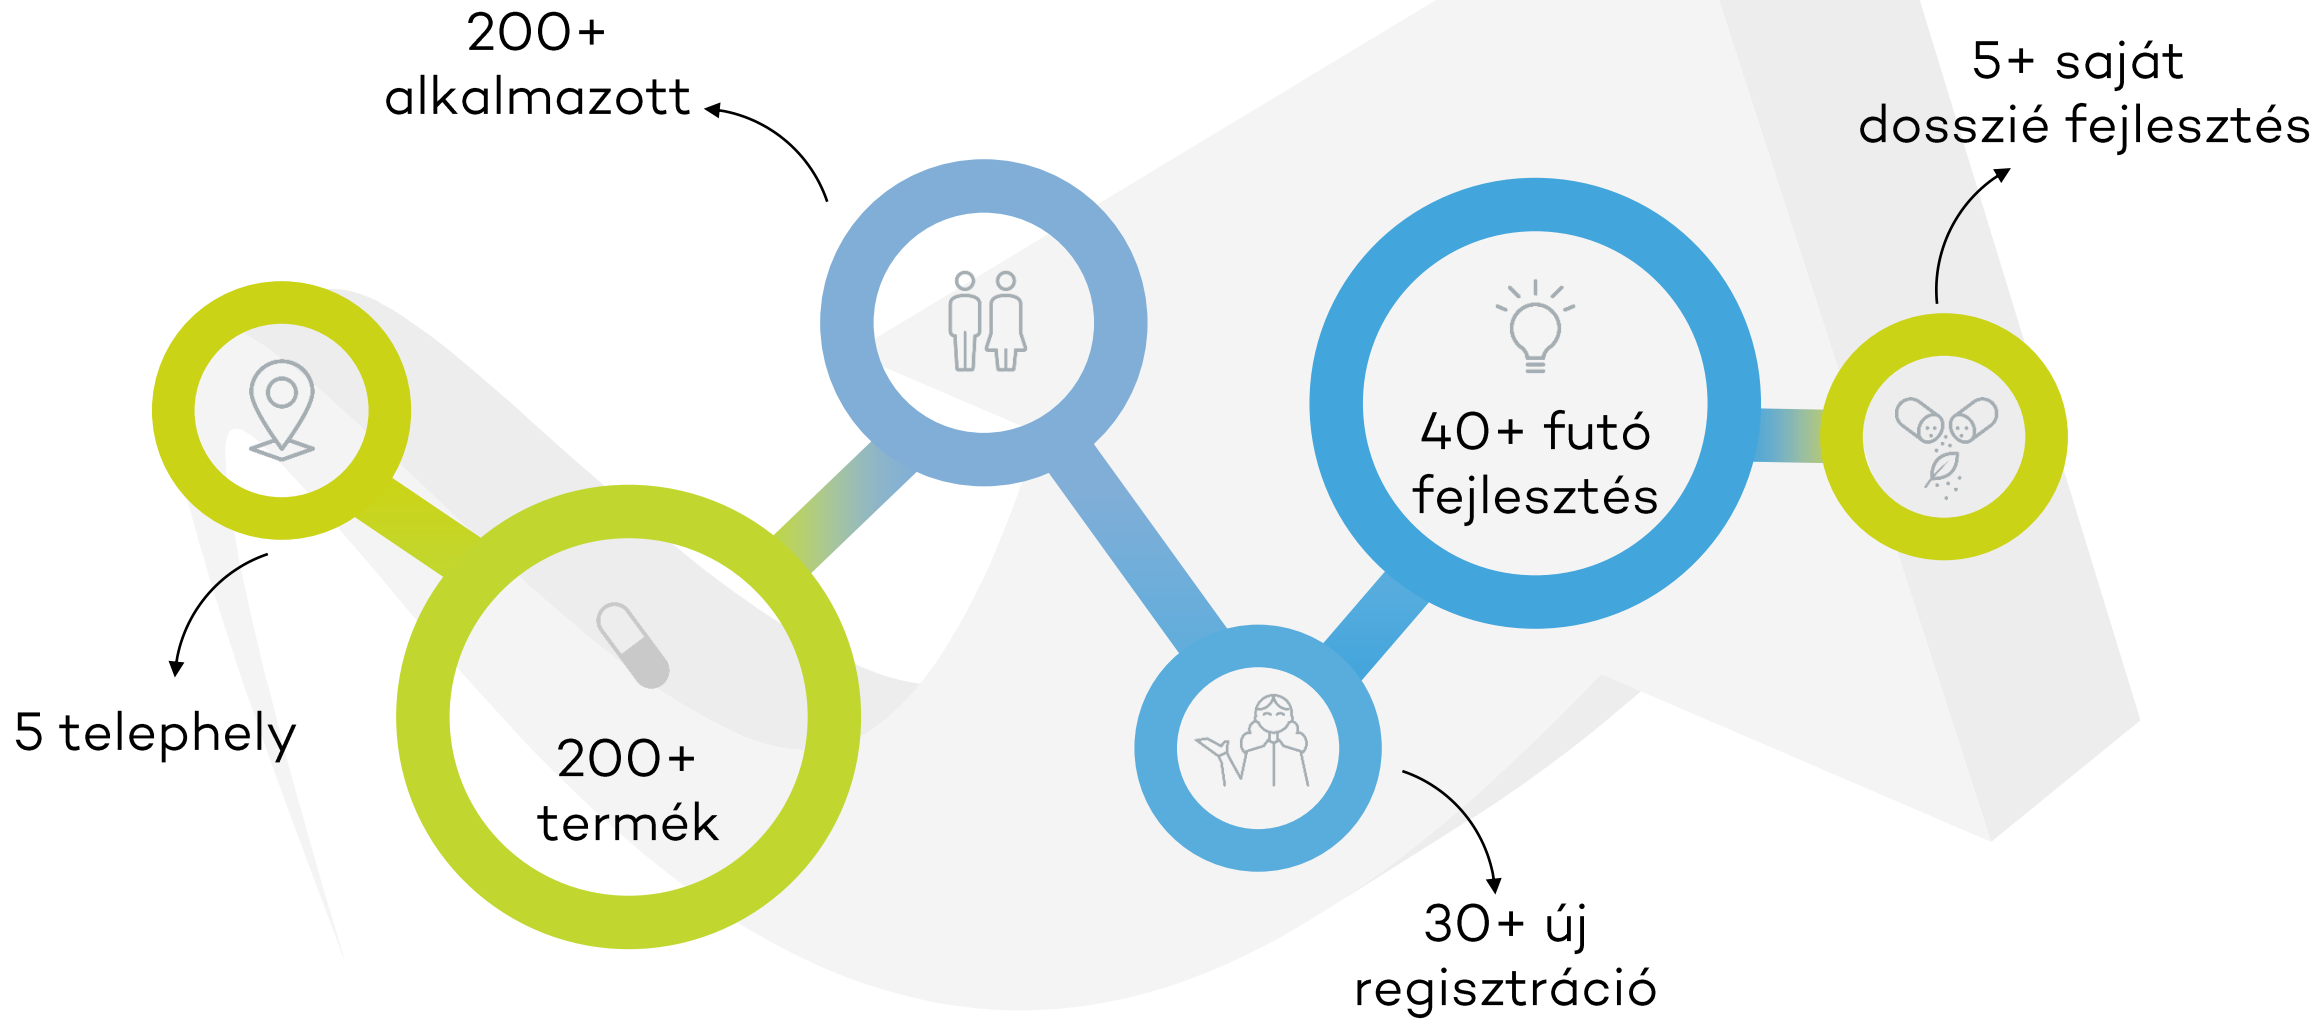 200+
alkalmazott
5+ saját
dosszié fejlesztés
40+ futó
fejlesztés
5 telephely
200+
termék
30+ új
regisztráció